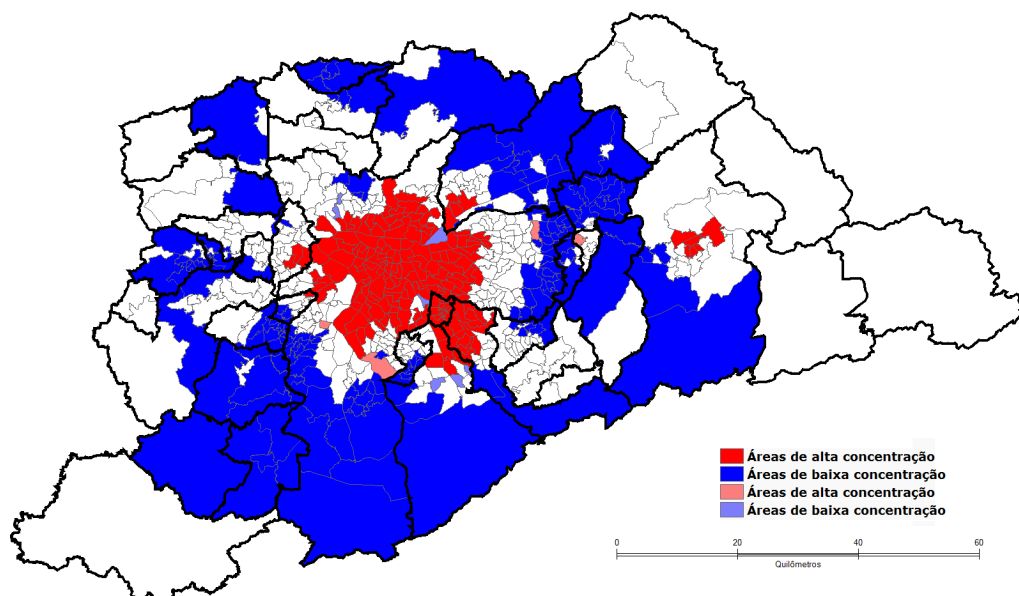 Áreas de alta concentração
Áreas de baixa concentração
Áreas de alta concentração
Áreas de baixa concentração
0 20 40 60
Quilômetros